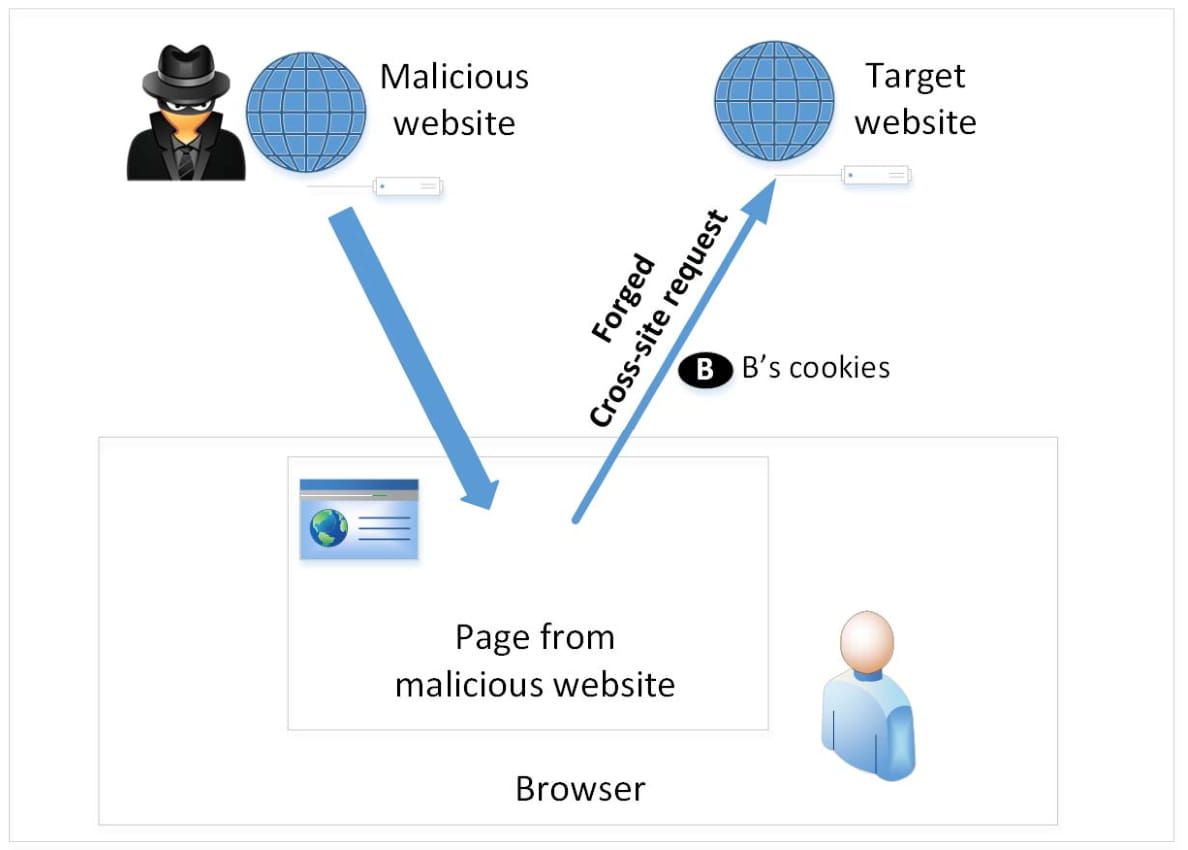 Malicious
website
Target
website
Forged
Cross-site request
B
B's cookies
Page from
malicious website
Browser